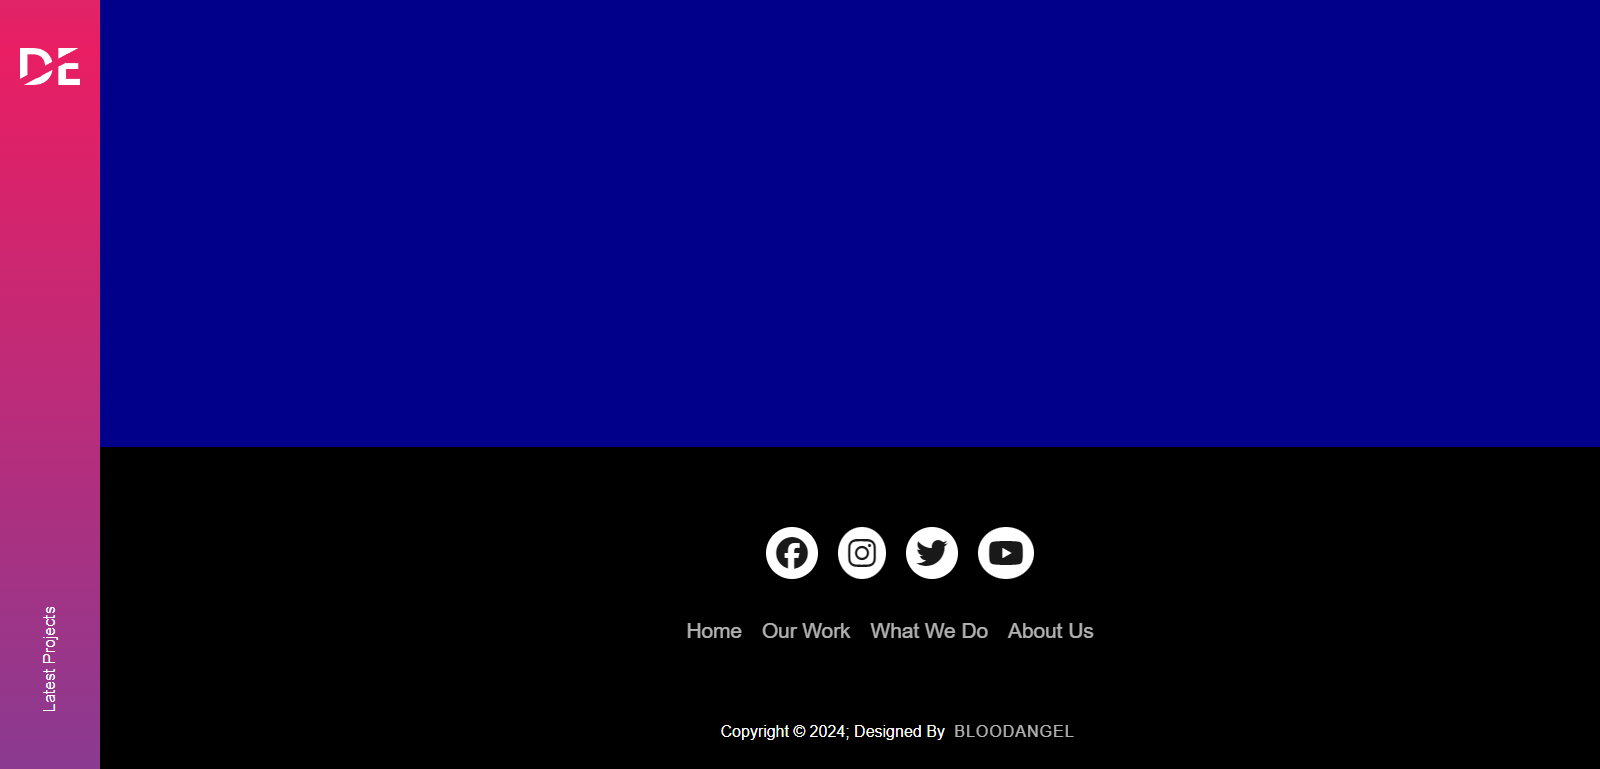 DE
Latest Projects
Home Our Work What We Do About Us
Copyright © 2024; Designed By BLOODANGEL